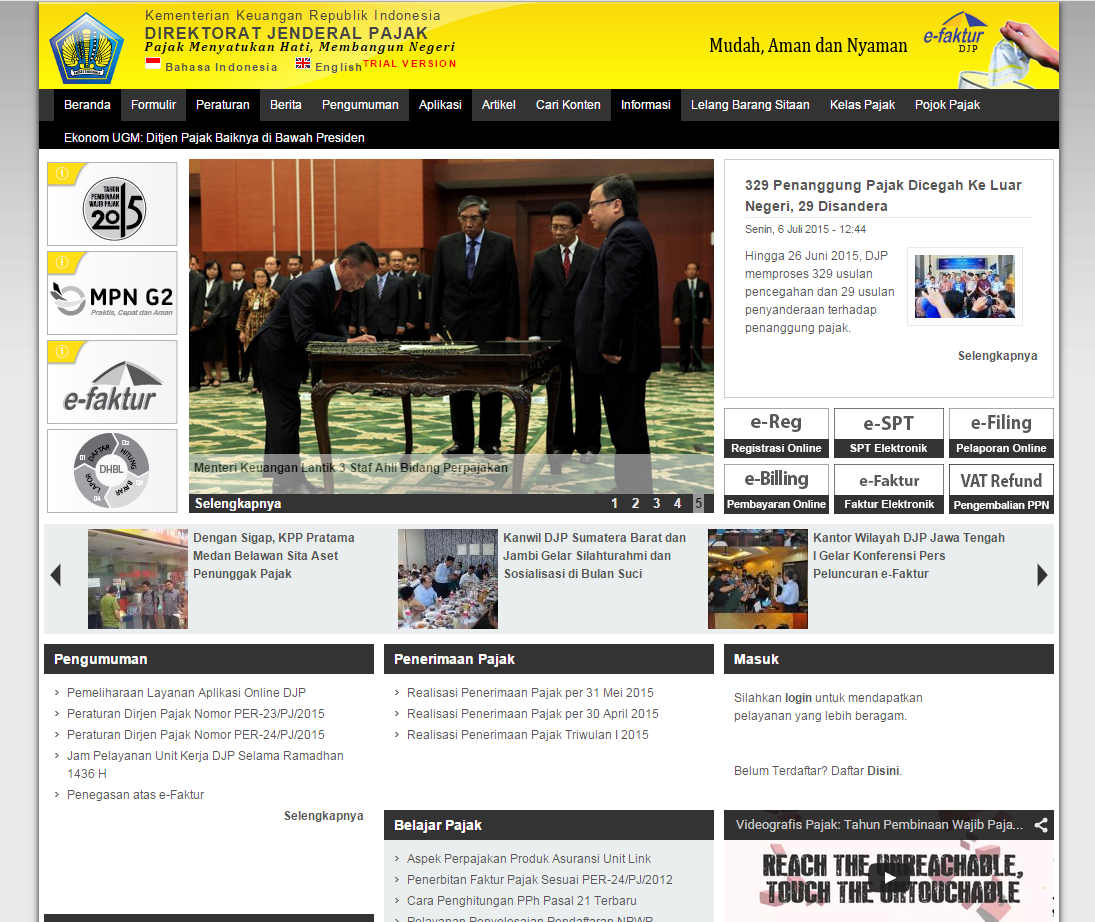 Kementerian Keuangan Republik Indonesia
DIREKTORAT JENDERAL PAJAK
Pajak Menyatukan Hati, Membangun Negeri
Bahasa Indonesia English TRIAL VERSION
Mudah, Aman dan Nyaman
e-faktur
DJP
Beranda Formulir Peraturan Berita Pengumuman Aplikasi Artikel Cari Konten Informasi Lelang Barang Sitaan Kelas Pajak Pojok Pajak
Ekonom UGM: Ditjen Pajak Baiknya di Bawah Presiden
TAHUN
PEMBINAAN
WAJIB PAJAK
2015
MPN G2
Praktis, Cepat dan Aman
e-faktur
DAFTAR
HITUNG
BAYAR
LAPOR
DHBL
01
02
03
04
Menteri Keuangan Lantik 3 Staf Ahli Bidang Perpajakan
Selengkapnya 1 2 3 4 5
329 Penanggung Pajak Dicegah Ke Luar
Negeri, 29 Disandera
Senin, 6 Juli 2015 - 12:44
Hingga 26 Juni 2015, DJP
memproses 329 usulan
pencegahan dan 29 usulan
penyanderaan terhadap
penanggung pajak.
Selengkapnya
e-Reg
Registrasi Online
e-SPT
SPT Elektronik
e-Filing
Pelaporan Online
e-Billing
Pembayaran Online
e-Faktur
Faktur Elektronik
VAT Refund
Pengembalian PPN
Dengan Sigap, KPP Pratama
Medan Belawan Sita Aset
Penunggak Pajak
Kanwil DJP Sumatera Barat dan
Jambi Gelar Silahturahmi dan
Sosialisasi di Bulan Suci
Kantor Wilayah DJP Jawa Tengah
I Gelar Konferensi Pers
Peluncuran e-Faktur
Pengumuman
Pemeliharaan Layanan Aplikasi Online DJP
Peraturan Dirjen Pajak Nomor PER-23/PJ/2015
Peraturan Dirjen Pajak Nomor PER-24/PJ/2015
Jam Pelayanan Unit Kerja DJP Selama Ramadhan
1436 H
Penegasan atas e-Faktur
Selengkapnya
Penerimaan Pajak
Realisasi Penerimaan Pajak per 31 Mei 2015
Realisasi Penerimaan Pajak per 30 April 2015
Realisasi Penerimaan Pajak Triwulan I 2015
Masuk
Silahkan login untuk mendapatkan
pelayanan yang lebih beragam.
Belum Terdaftar? Daftar Disini.
Belajar Pajak
Aspek Perpajakan Produk Asuransi Unit Link
Penerbitan Faktur Pajak Sesuai PER-24/PJ/2012
Cara Penghitungan PPh Pasal 21 Terbaru
Pelayanan Penyelesaian Pendaftaran NPWP
Videografis Pajak: Tahun Pembinaan Wajib Paja...
REACH THE UNREACHABLE,
TOUCH THE UNTOUCHABLE